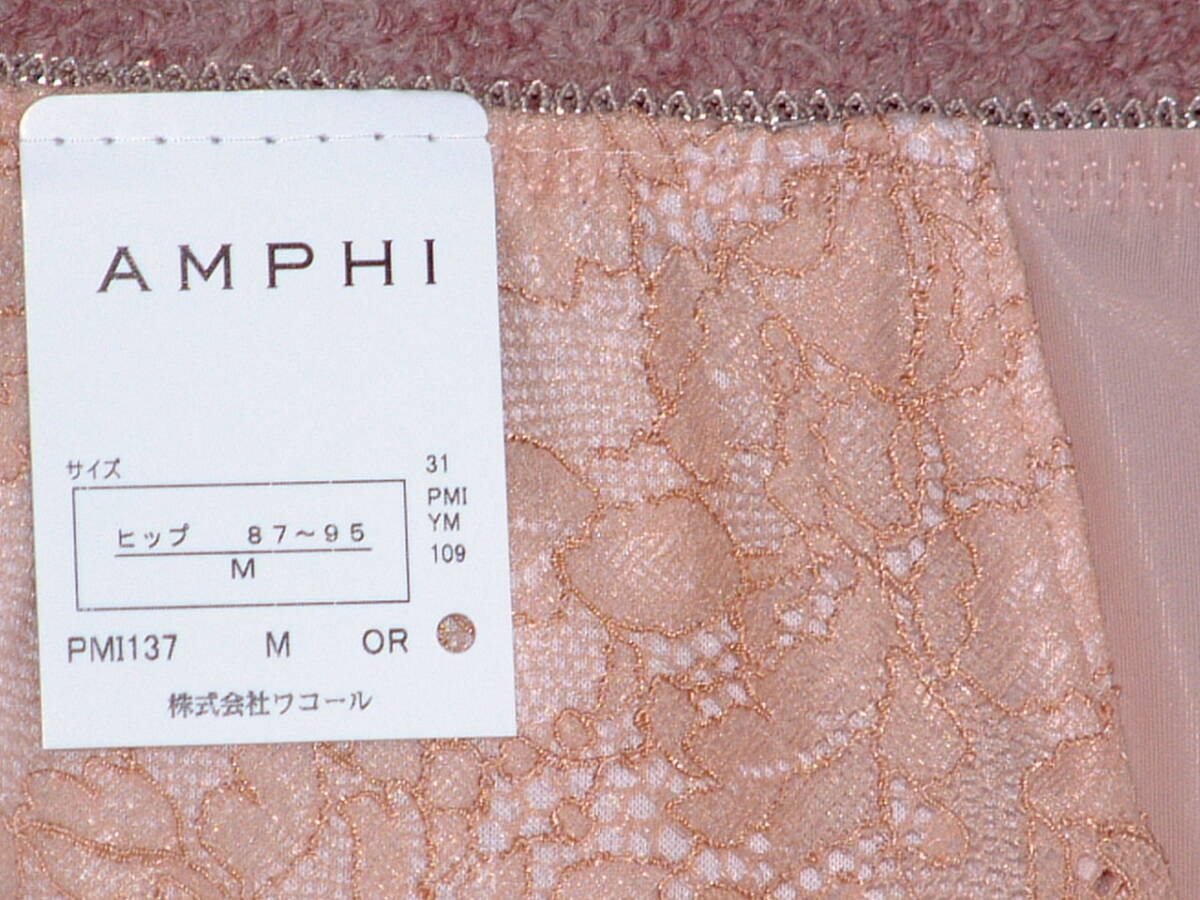 AMPHI
サイズ
ヒップ 87～95
M
31
PMI
YM
109
PMI137 M OR
株式会社ワコール